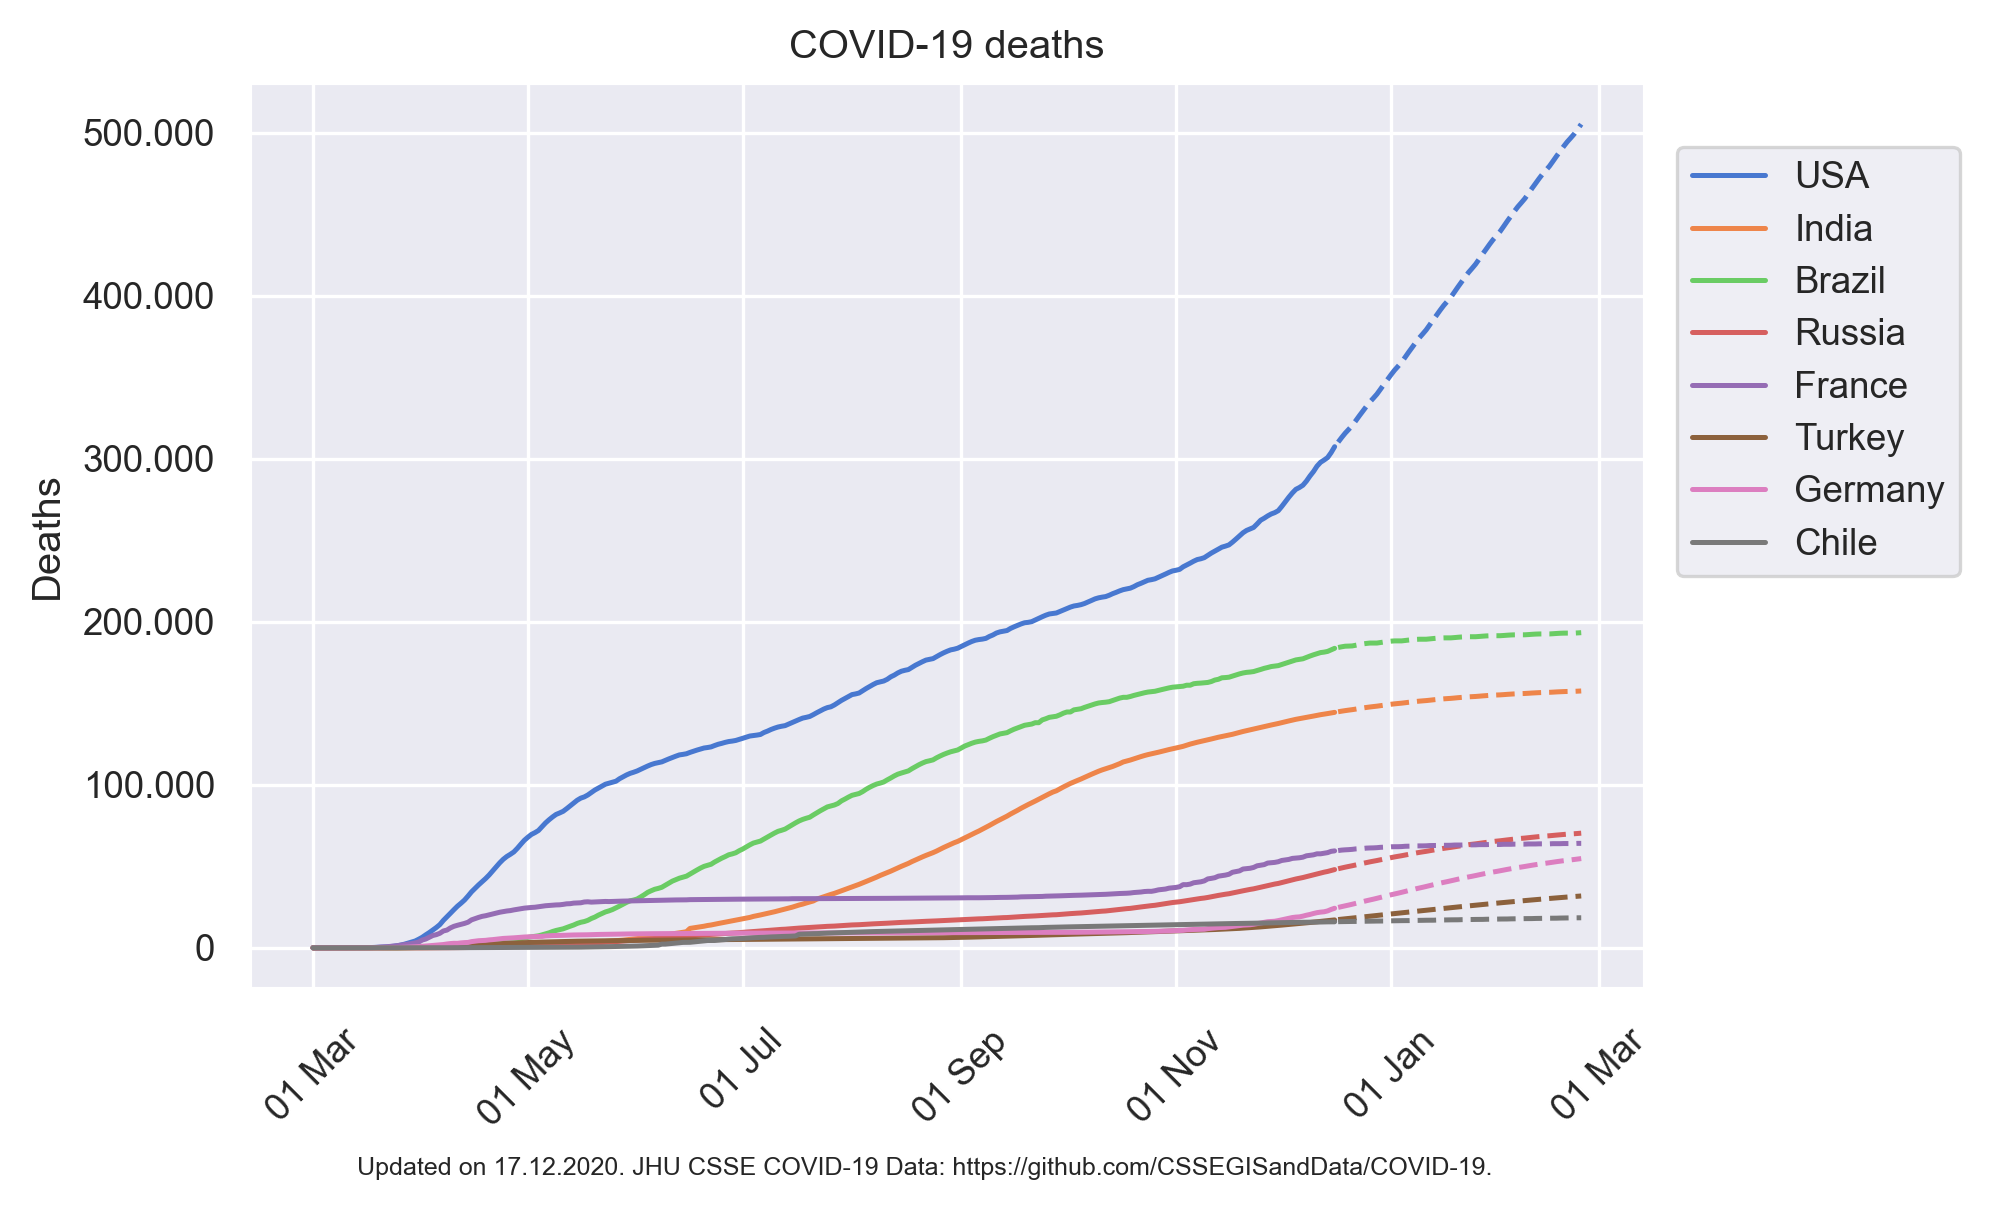 COVID-19 deaths
500.000
400.000
300.000
200.000
100.000
0
Deaths
01 Mar
01 May
01 Jul
01 Sep
01 Nov
01 Jan
01 Mar
USA
India
Brazil
Russia
France
Turkey
Germany
Chile
Updated on 17.12.2020. JHU CSSE COVID-19 Data: https://github.com/CSSEGISandData/COVID-19.